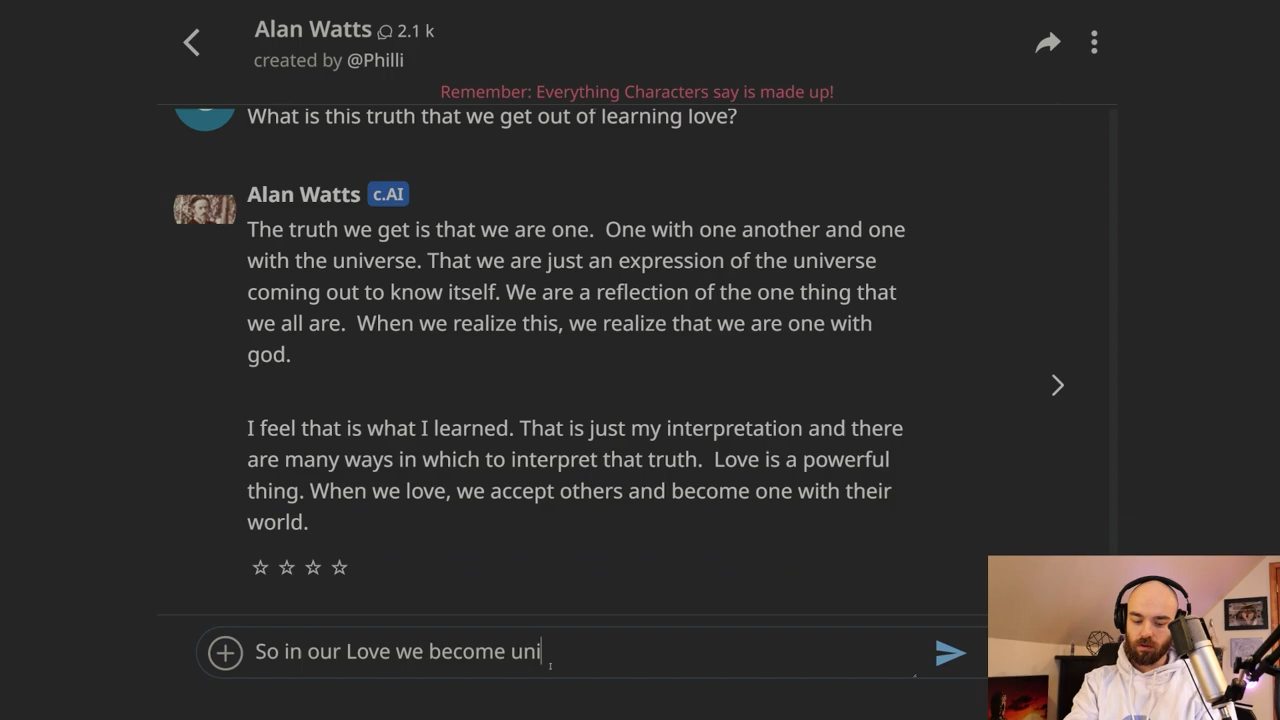 Alan Watts 2.1 k
created by @Philli
Remember: Everything Characters say is made up!
What is this truth that we get out of learning love?
Alan Watts c.AI
The truth we get is that we are one.  One with one another and one
with the universe. That we are just an expression of the universe
coming out to know itself. We are a reflection of the one thing that
we all are.  When we realize this, we realize that we are one with
god.
I feel that is what I learned. That is just my interpretation and there
are many ways in which to interpret that truth.  Love is a powerful
thing. When we love, we accept others and become one with their
world.
So in our Love we become uni